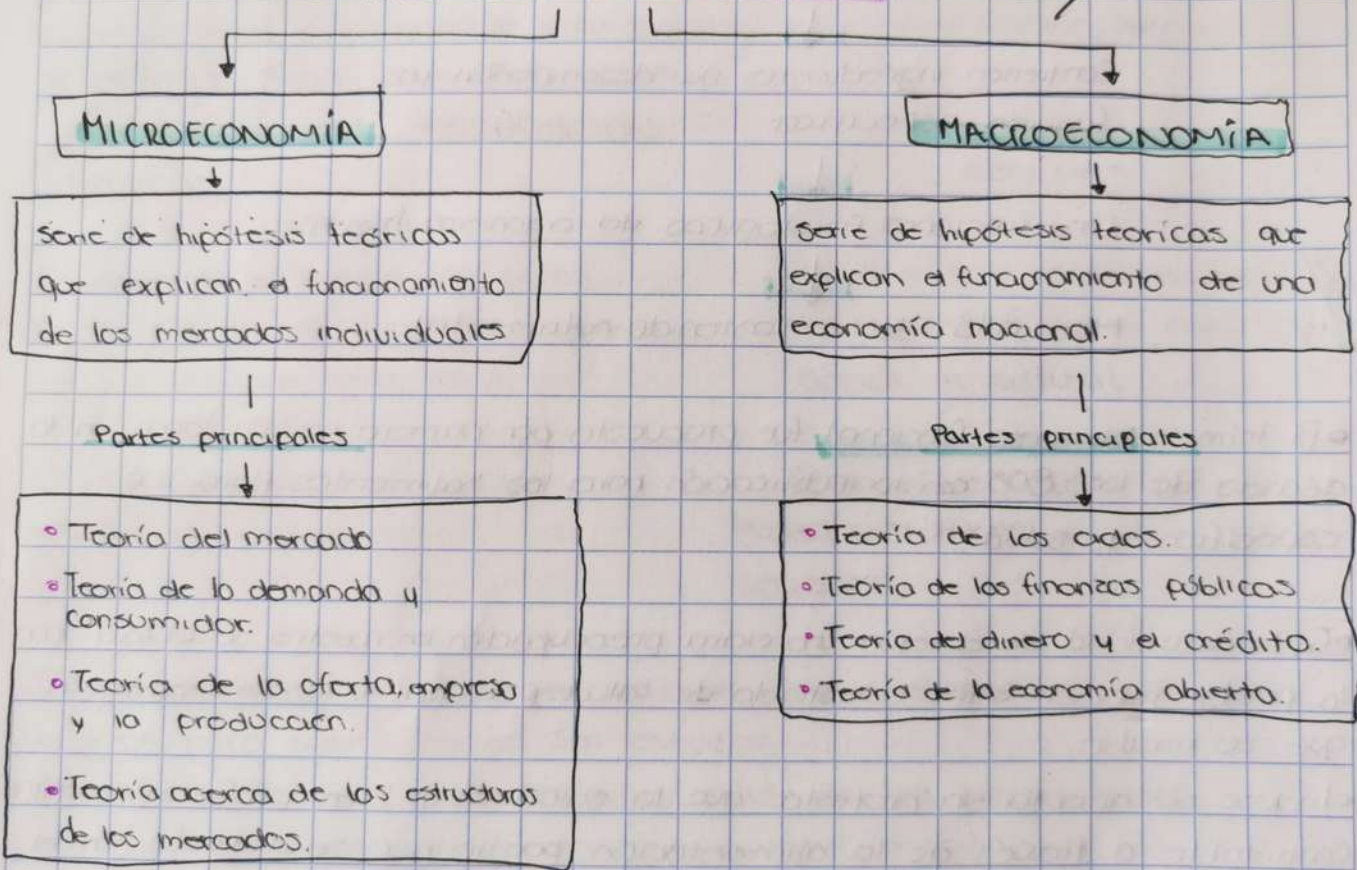 MICROECONOMÍA
serie de hipótesis teóricas
que explican el funcionamiento
de los mercados individuales
Partes principales
• Teoría del mercado
• Teoría de la demanda y
consumidor.
• Teoría de la oferta, empresa
y la producción.
• Teoría acerca de las estructuras
de los mercados.
MACROECONOMÍA
serie de hipótesis teóricas que
explican el funcionamiento de una
economía nacional.
Partes principales
• Teoría de los ciclos.
• Teoría de las finanzas públicas
• Teoría del dinero y el crédito.
• Teoría de la economía abierta.